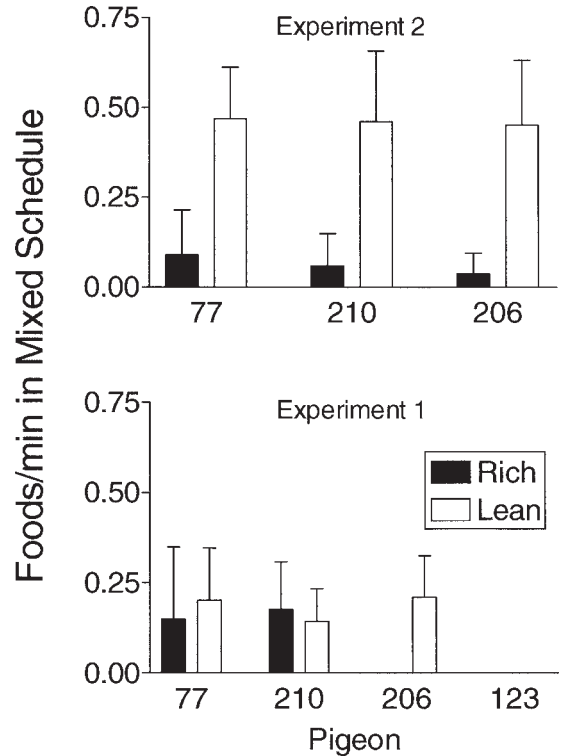 Foods/min in Mixed Schedule
Experiment 2
0.75
0.50
0.25
0.00
77 210 206
Experiment 1
0.75
0.50
0.25
0.00
Rich
Lean
77 210 206 123
Pigeon